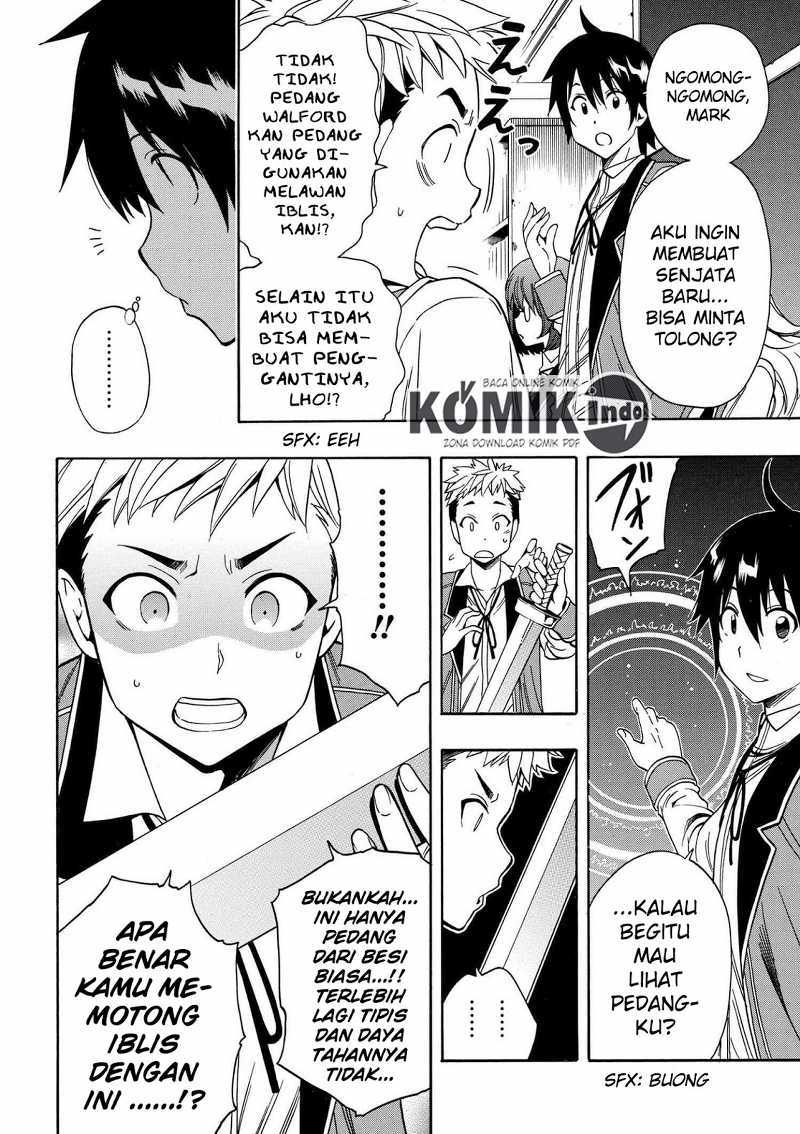 NGOMONG-
NGOMONG,
MARK
AKU INGIN
MEMBUAT
SENJATA
BARU...
BISA MINTA
TOLONG?
ええっ
TIDAK
TIDAK!
PEDANG
WALFORD
KAN PEDANG
YANG DI-
GUNAKAN
MELAWAN
IBLIS,
KAN!?
SELAIN ITU
AKU TIDAK
BISA MEM-
BUAT PENG-
GANTINYA,
LHO!?
SFX: EEH
.........
BACA ONLINE KOMIK
KOMIK indo
ZONA DOWNLOAD KOMIK PDF
ブオン
...KALAU
BEGITU
MAU
LIHAT
PEDANG-
KU?
SFX: BUONG
......
.........!!
BUKANKAH...
INI HANYA
PEDANG
DARI BESI
BIASA...!!
TERLEBIH
LAGI TIPIS
DAN DAYA
TAHANNYA
TIDAK...
APA
BENAR
KAMU ME-
MOTONG
IBLIS
DENGAN
INI ......!?